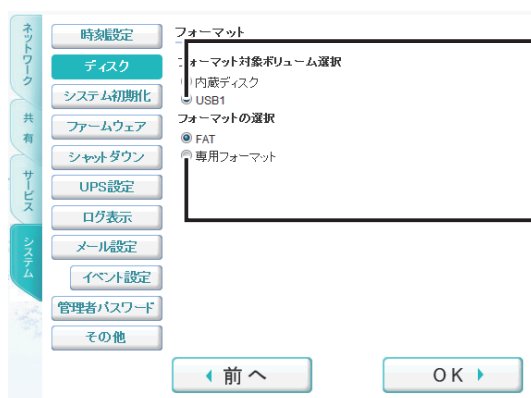 ネットワーク
共有
サービス
システム
時刻設定
ディスク
システム初期化
ファームウェア
シャットダウン
UPS設定
ログ表示
メール設定
イベント設定
管理者パスワード
その他
フォーマット
フォーマット対象ボリューム選択
内蔵ディスク
USB1
フォーマットの選択
FAT
専用フォーマット
前へ
OK